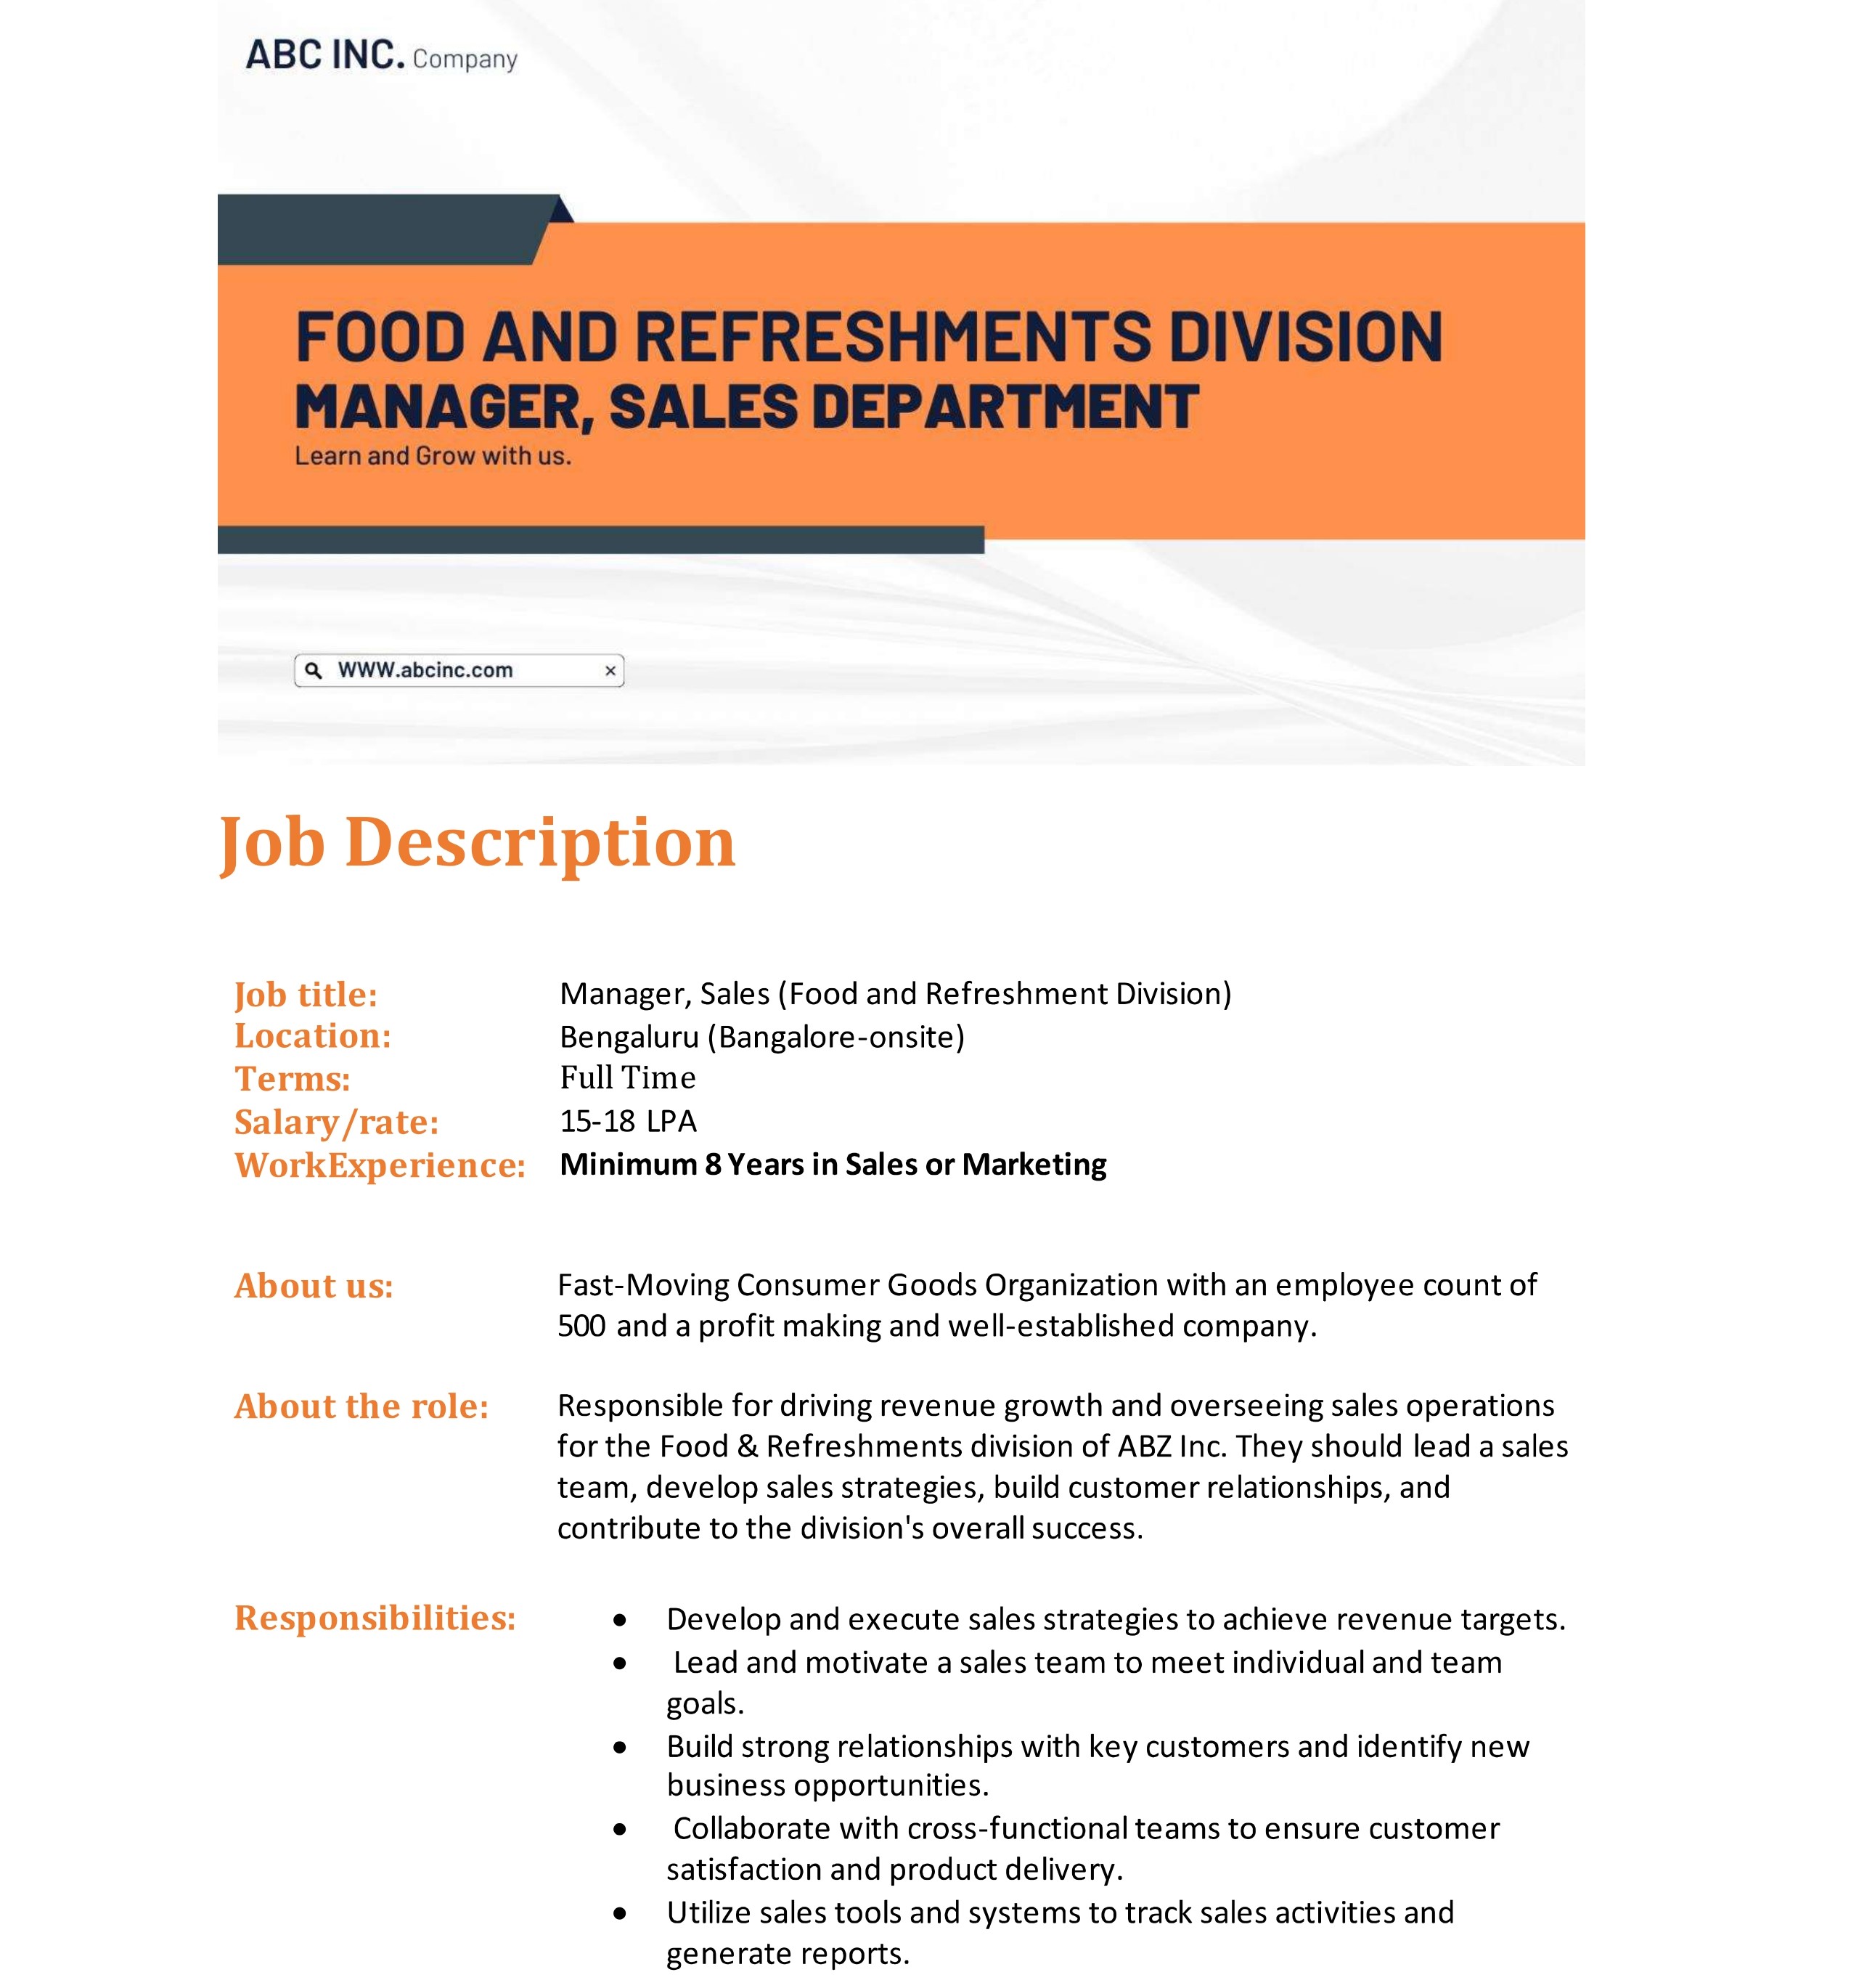 ABC INC. Company
FOOD AND REFRESHMENTS DIVISION
MANAGER, SALES DEPARTMENT
Learn and Grow with us.
WWW.abcinc.com ×
Job Description
Job title: Manager, Sales (Food and Refreshment Division)
Location: Bengaluru (Bangalore-onsite)
Terms: Full Time
Salary/rate: 15-18 LPA
WorkExperience: Minimum 8 Years in Sales or Marketing
About us: Fast-Moving Consumer Goods Organization with an employee count of
500 and a profit making and well-established company.
About the role: Responsible for driving revenue growth and overseeing sales operations
for the Food & Refreshments division of ABZ Inc. They should lead a sales
team, develop sales strategies, build customer relationships, and
contribute to the division's overall success.
Responsibilities: • Develop and execute sales strategies to achieve revenue targets.
• Lead and motivate a sales team to meet individual and team
goals.
• Build strong relationships with key customers and identify new
business opportunities.
• Collaborate with cross-functional teams to ensure customer
satisfaction and product delivery.
• Utilize sales tools and systems to track sales activities and
generate reports.